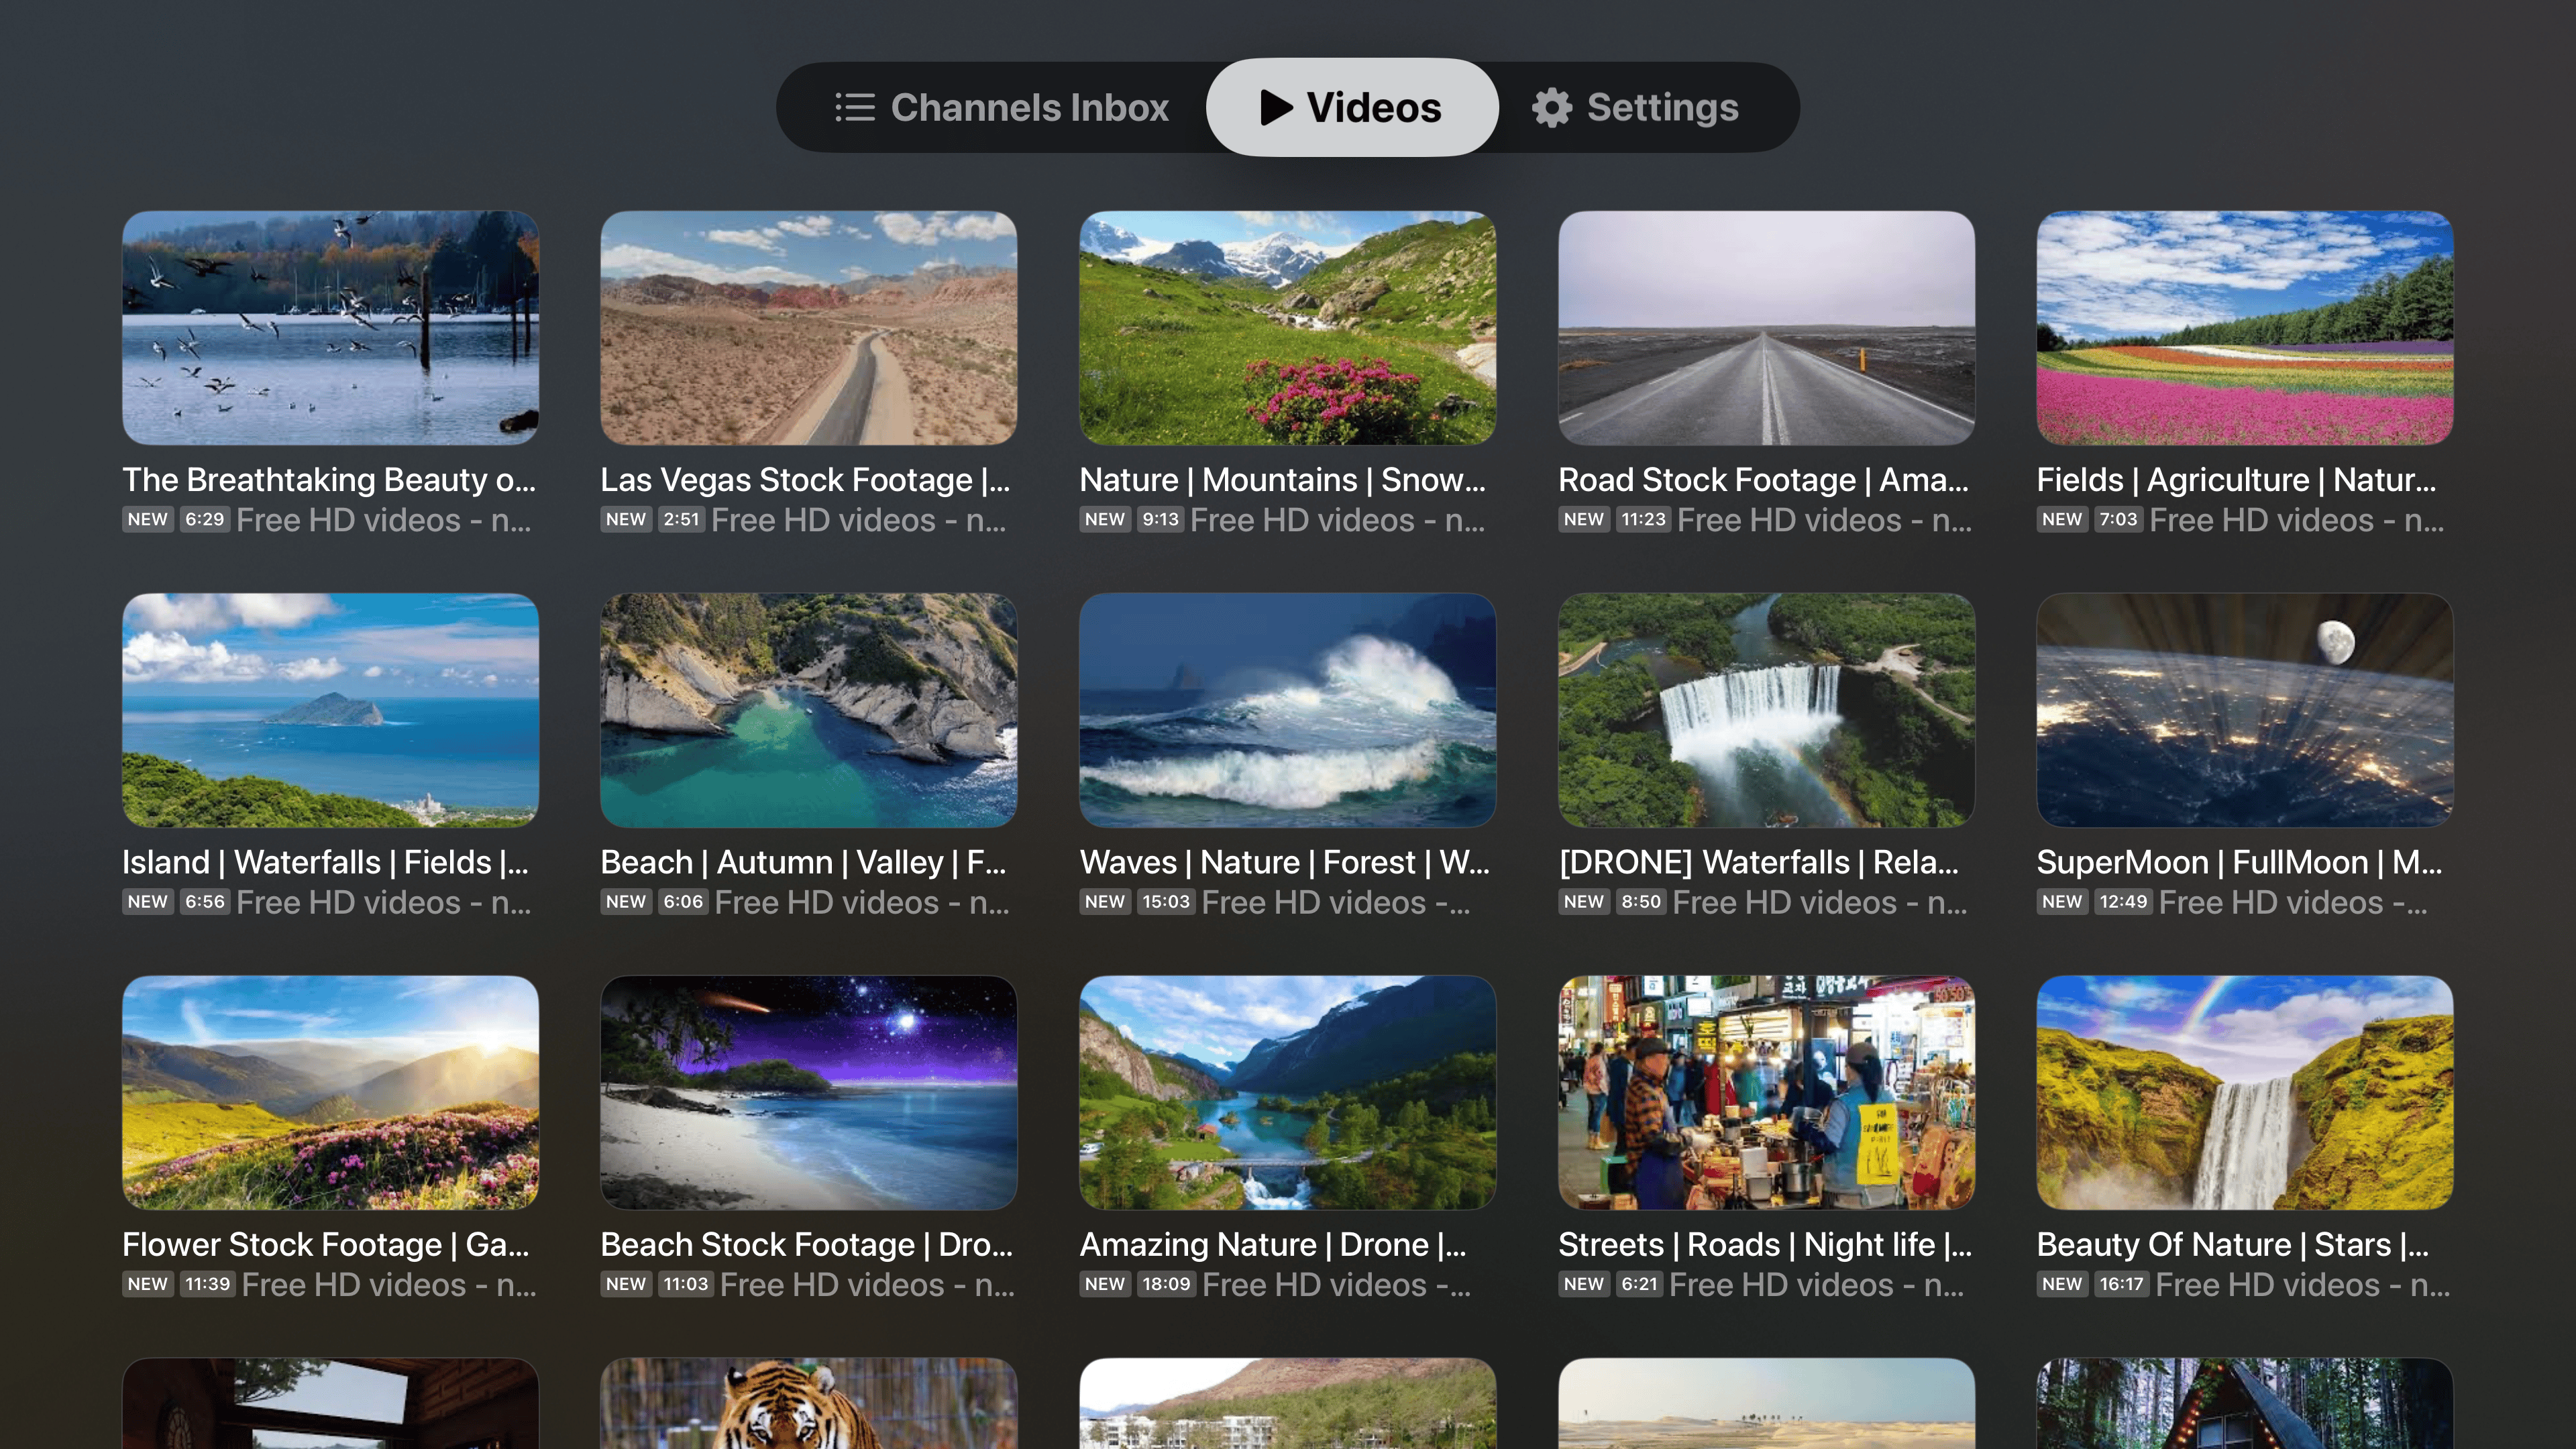 Channels Inbox
Videos
Settings
The Breathtaking Beauty o...
NEW 6:29 Free HD videos - n...
Las Vegas Stock Footage |...
NEW 2:51 Free HD videos - n...
Nature | Mountains | Snow...
NEW 9:13 Free HD videos - n...
Road Stock Footage | Ama...
NEW 11:23 Free HD videos - n...
Fields | Agriculture | Natur...
NEW 7:03 Free HD videos - n...
Island | Waterfalls | Fields |...
NEW 6:56 Free HD videos - n...
Beach | Autumn | Valley | F...
NEW 6:06 Free HD videos - n...
Waves | Nature | Forest | W...
NEW 15:03 Free HD videos -...
[DRONE] Waterfalls | Rela...
NEW 8:50 Free HD videos - n...
SuperMoon | FullMoon | M...
NEW 12:49 Free HD videos -...
Flower Stock Footage | Ga...
NEW 11:39 Free HD videos - n...
Beach Stock Footage | Dro...
NEW 11:03 Free HD videos - n...
Amazing Nature | Drone |...
NEW 18:09 Free HD videos -...
Streets | Roads | Night life |...
NEW 6:21 Free HD videos - n...
Beauty Of Nature | Stars |...
NEW 16:17 Free HD videos - n...